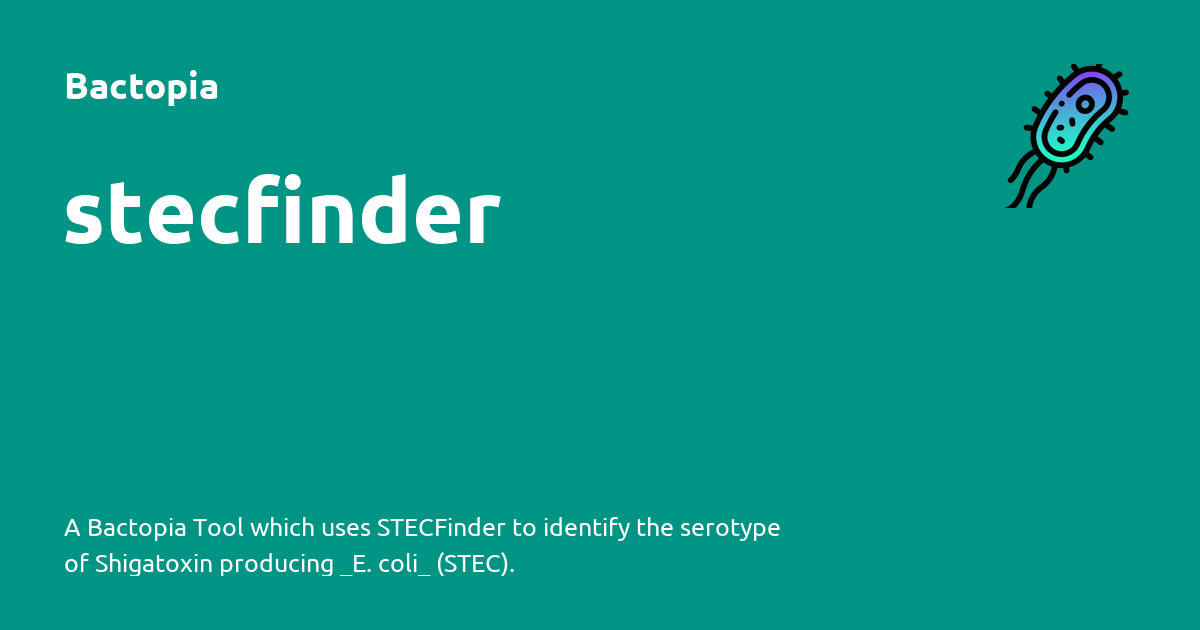 Bactopia
stecfinder
A Bactopia Tool which uses STECFinder to identify the serotype
of Shigatoxin producing _E. coli_ (STEC).